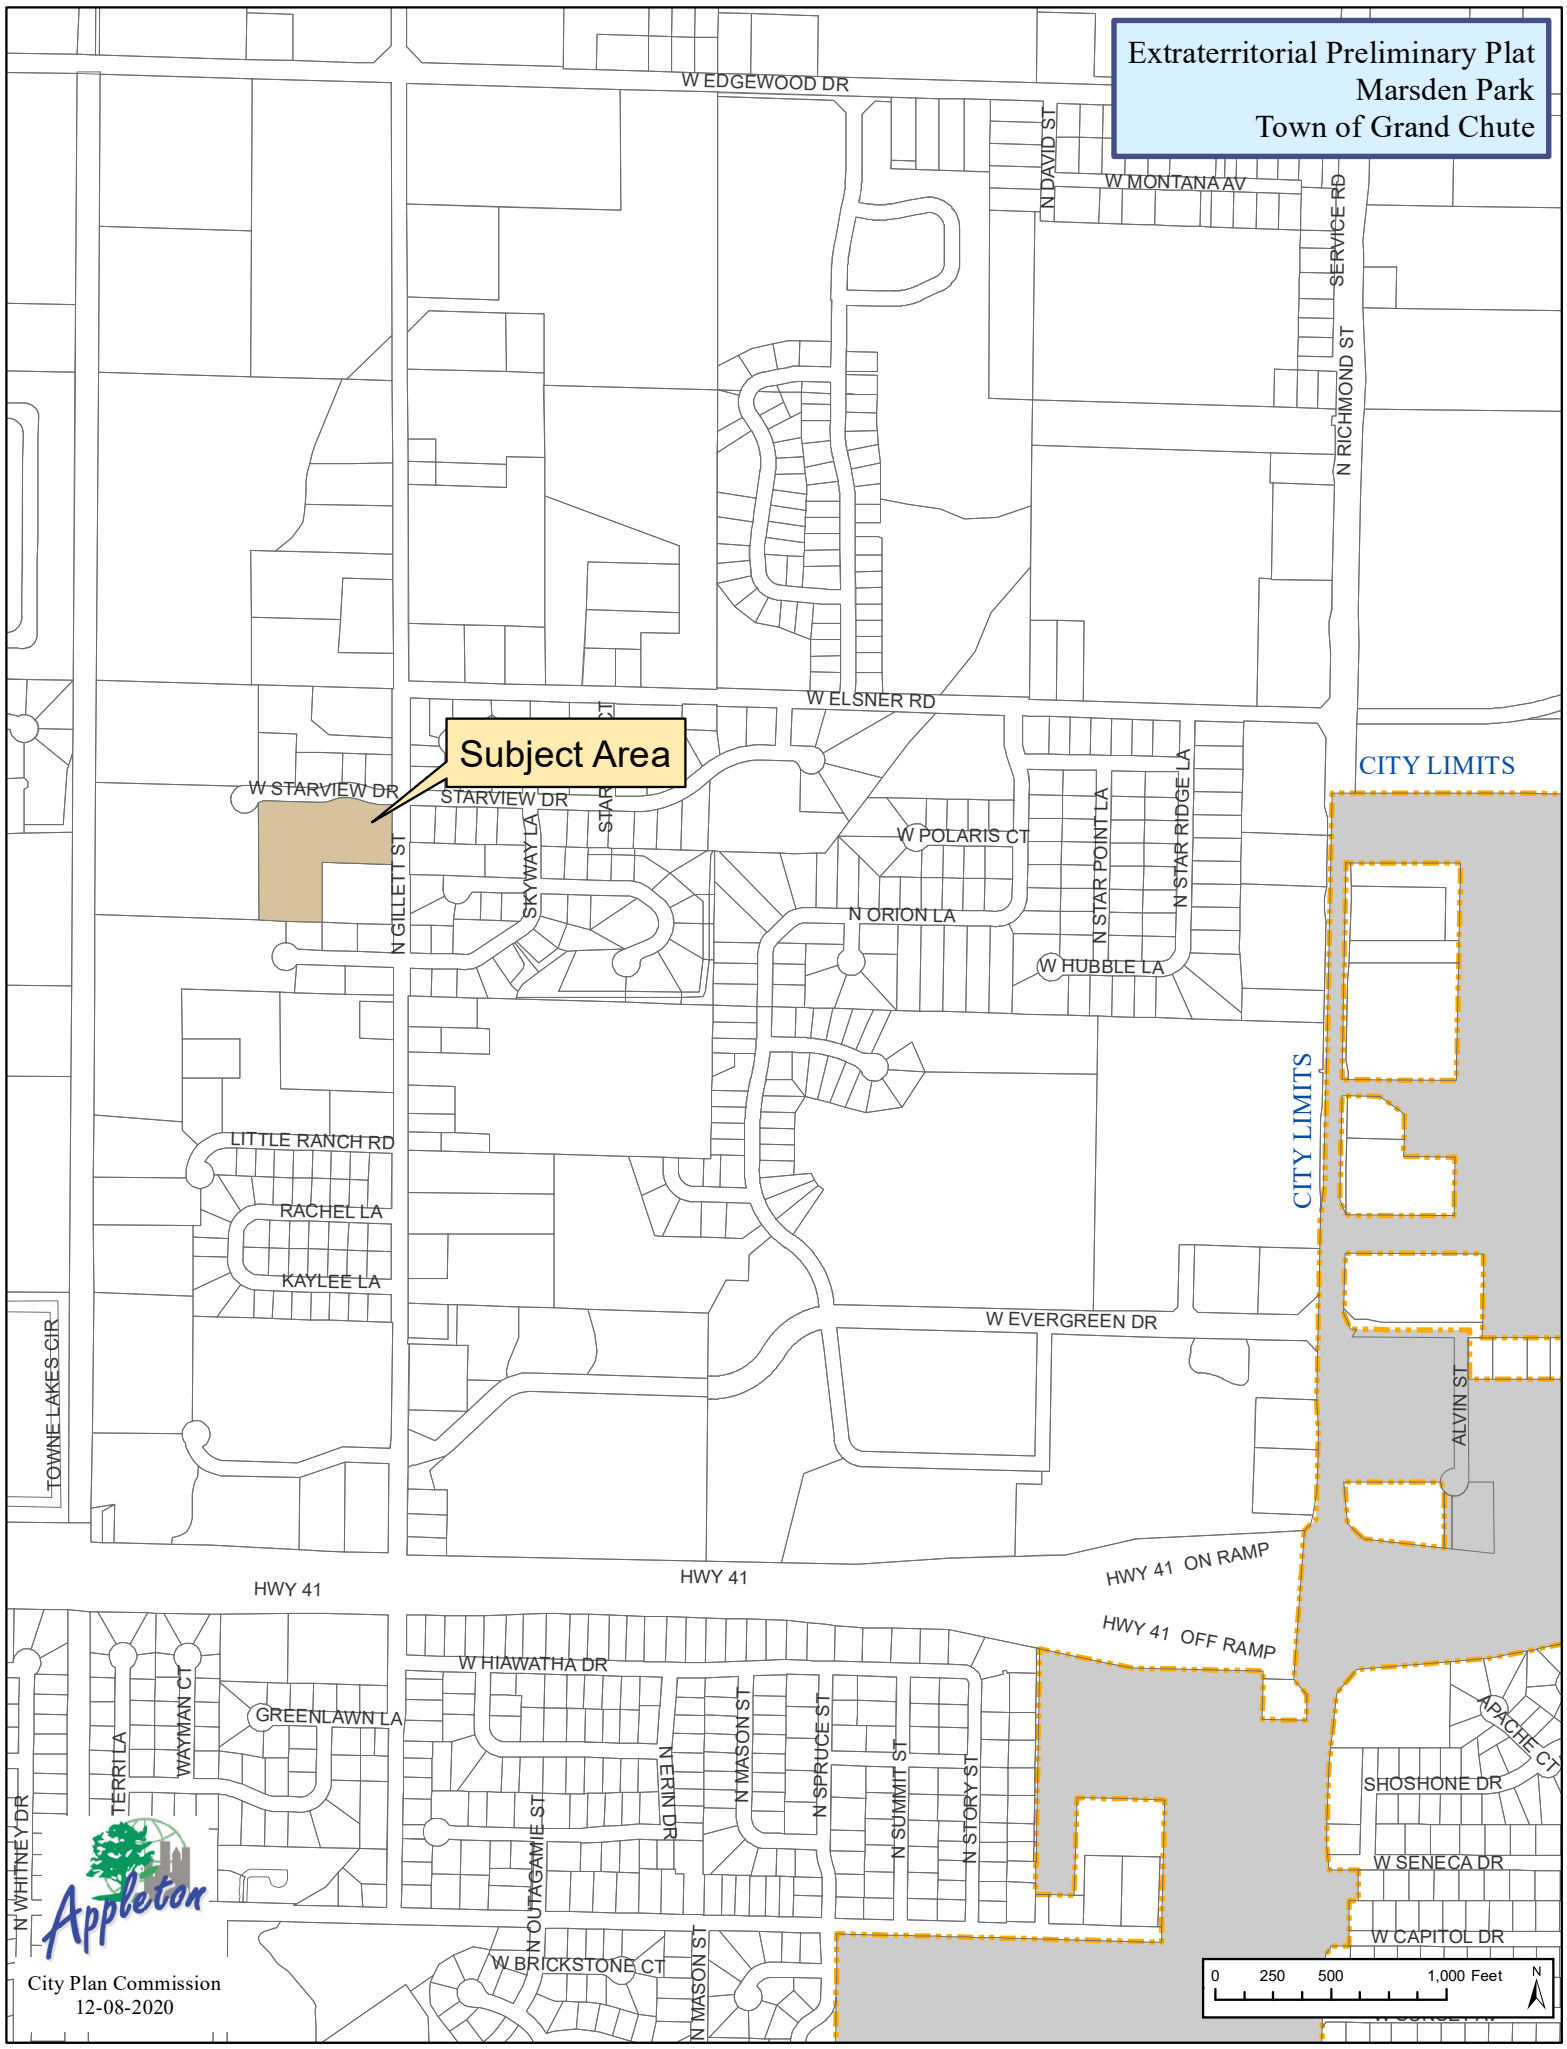 Extraterritorial Preliminary Plat
Marsden Park
Town of Grand Chute
W EDGEWOOD DR
N DAVID ST
W MONTANA AV
SERVICE RD
N RICHMOND ST
W ELSNER RD
Subject Area
CITY LIMITS
W STARVIEW DR
STARVIEW DR
STAR CT
N GILLETT ST
SKYWAY LA
W POLARIS CT
N STAR POINT LA
N STAR RIDGE LA
N ORION LA
W HUBBLE LA
CITY LIMITS
LITTLE RANCH RD
RACHEL LA
KAYLEE LA
TOWNE LAKES CIR
W EVERGREEN DR
ALVIN ST
HWY 41
HWY 41
HWY 41 ON RAMP
HWY 41 OFF RAMP
W HIAWATHA DR
WAYMAN CT
TERRI LA
GREENLAWN LA
N WHITNEY DR
N OUTAGAMIE ST
N ERIN DR
N MASON ST
N SPRUCE ST
N SUMMIT ST
N STORY ST
APACHE CT
SHOSHONE DR
W SENECA DR
W CAPITOL DR
W BRICKSTONE CT
N MASON ST
Appleton
City Plan Commission
12-08-2020
0 250 500 1,000 Feet
N